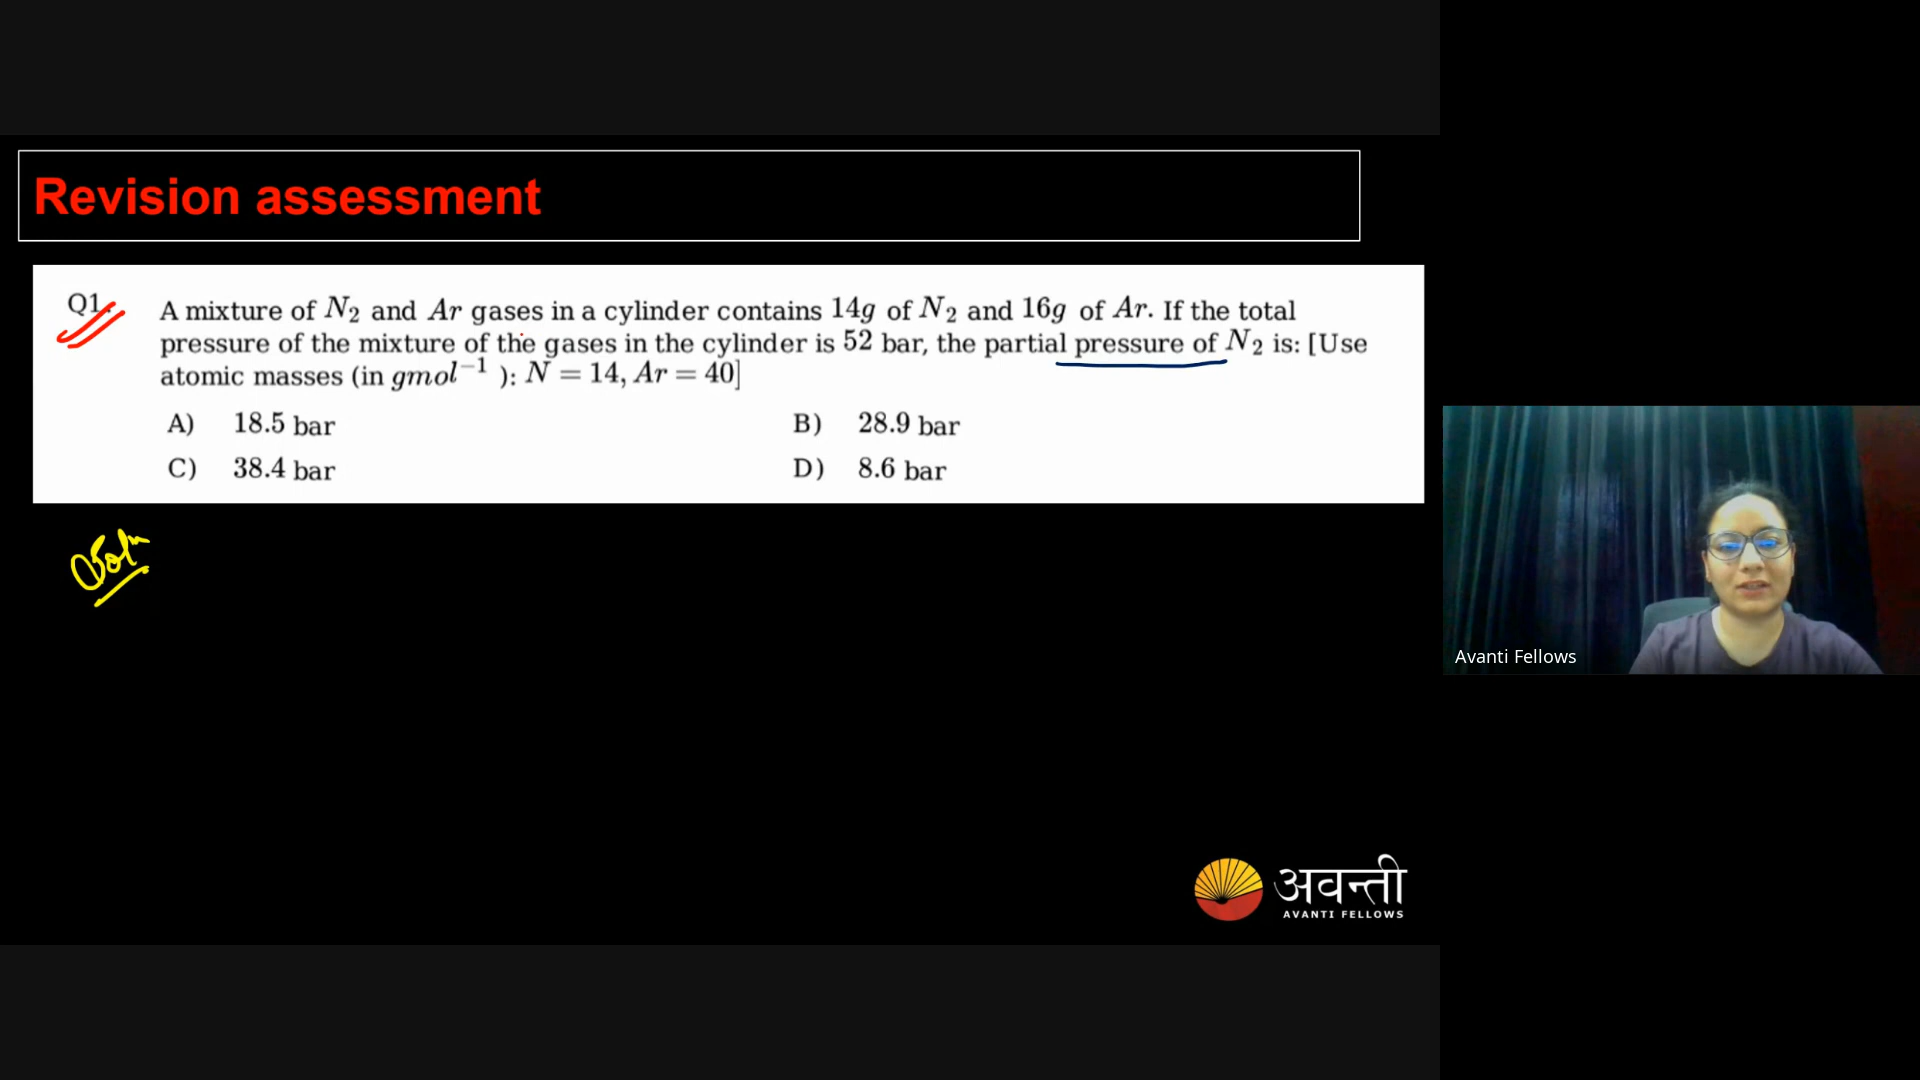 Revision assessment
Q1.
A mixture of N₂ and Ar gases in a cylinder contains 14g of N₂ and 16g of Ar. If the total
pressure of the mixture of the gases in the cylinder is 52 bar, the partial pressure of N₂ is: [Use
atomic masses (in gmol⁻¹ ): N = 14, Ar = 40]
A) 18.5 bar B) 28.9 bar
C) 38.4 bar D) 8.6 bar
Solⁿ
Avanti Fellows
अवन्ती
AVANTI FELLOWS